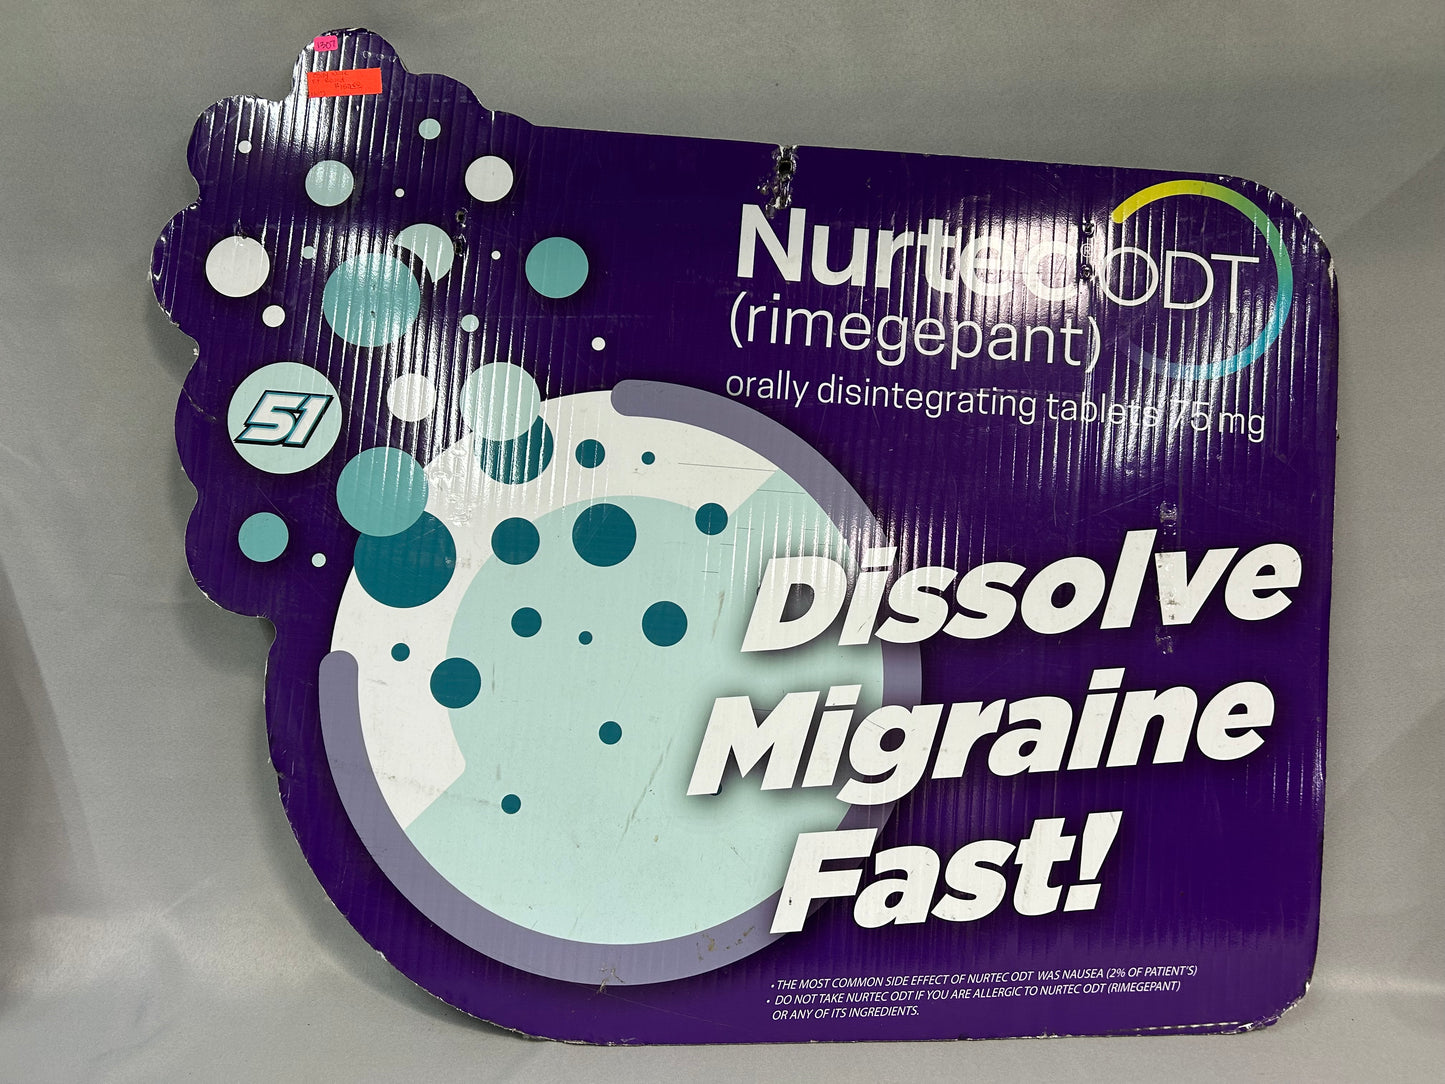 1307
Nurtec ODT
(rimegepant)
orally disintegrating tablets 75 mg
51
Dissolve
Migraine
Fast!
• THE MOST COMMON SIDE EFFECT OF NURTEC ODT WAS NAUSEA (2% OF PATIENT'S)
• DO NOT TAKE NURTEC ODT IF YOU ARE ALLERGIC TO NURTEC ODT (RIMEGEPANT)
OR ANY OF ITS INGREDIENTS.